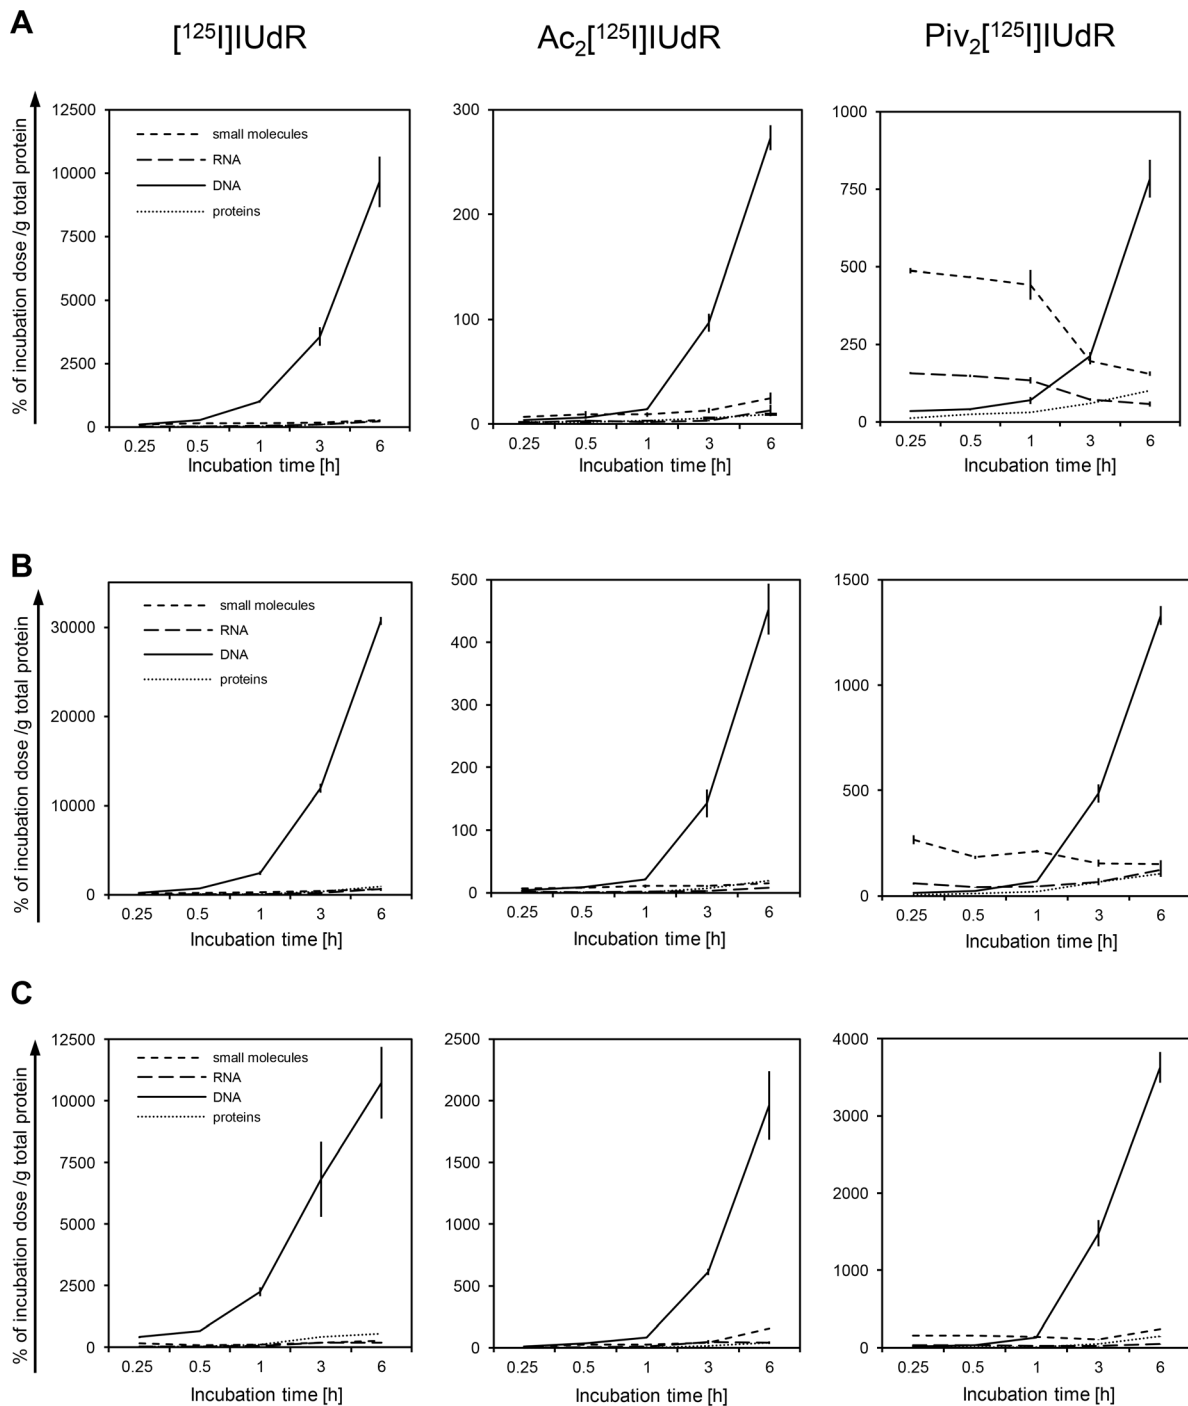 A
[¹²⁵I]IUdR
Ac₂[¹²⁵I]IUdR
Piv₂[¹²⁵I]IUdR
% of incubation dose /g total protein
12500
10000
7500
5000
2500
0
small molecules
RNA
DNA
proteins
0.25 0.5 1 3 6
Incubation time [h]
300
200
100
0
0.25 0.5 1 3 6
Incubation time [h]
1000
750
500
250
0
0.25 0.5 1 3 6
Incubation time [h]
B
% of incubation dose /g total protein
30000
20000
10000
0
small molecules
RNA
DNA
proteins
0.25 0.5 1 3 6
Incubation time [h]
500
400
300
200
100
0
0.25 0.5 1 3 6
Incubation time [h]
1500
1000
500
0
0.25 0.5 1 3 6
Incubation time [h]
C
% of incubation dose /g total protein
12500
10000
7500
5000
2500
0
small molecules
RNA
DNA
proteins
0.25 0.5 1 3 6
Incubation time [h]
2500
2000
1500
1000
500
0
0.25 0.5 1 3 6
Incubation time [h]
4000
3000
2000
1000
0
0.25 0.5 1 3 6
Incubation time [h]